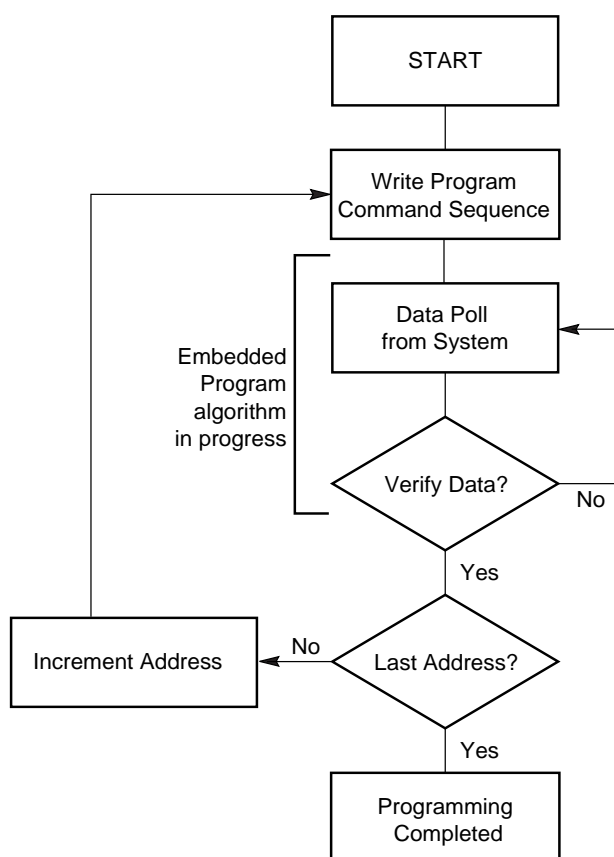 START
Write Program
Command Sequence
Data Poll
from System
Embedded
Program
algorithm
in progress
Verify Data?
No
Yes
Increment Address
No
Last Address?
Yes
Programming
Completed